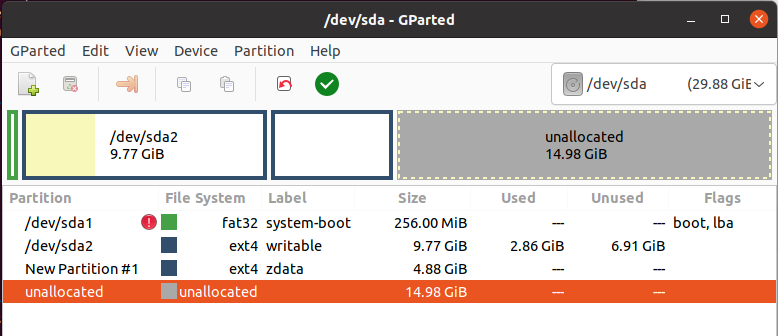 /dev/sda - GParted
GParted Edit View Device Partition Help
/dev/sda (29.88 GiE
/dev/sda2
9.77 GiB
unallocated
14.98 GiB
Partition File System Label Size Used Unused Flags
/dev/sda1 fat32 system-boot 256.00 MiB --- --- boot, lba
/dev/sda2 ext4 writable 9.77 GiB 2.86 GiB 6.91 GiB
New Partition #1 ext4 zdata 4.88 GiB --- ---
unallocated unallocated 14.98 GiB --- ---